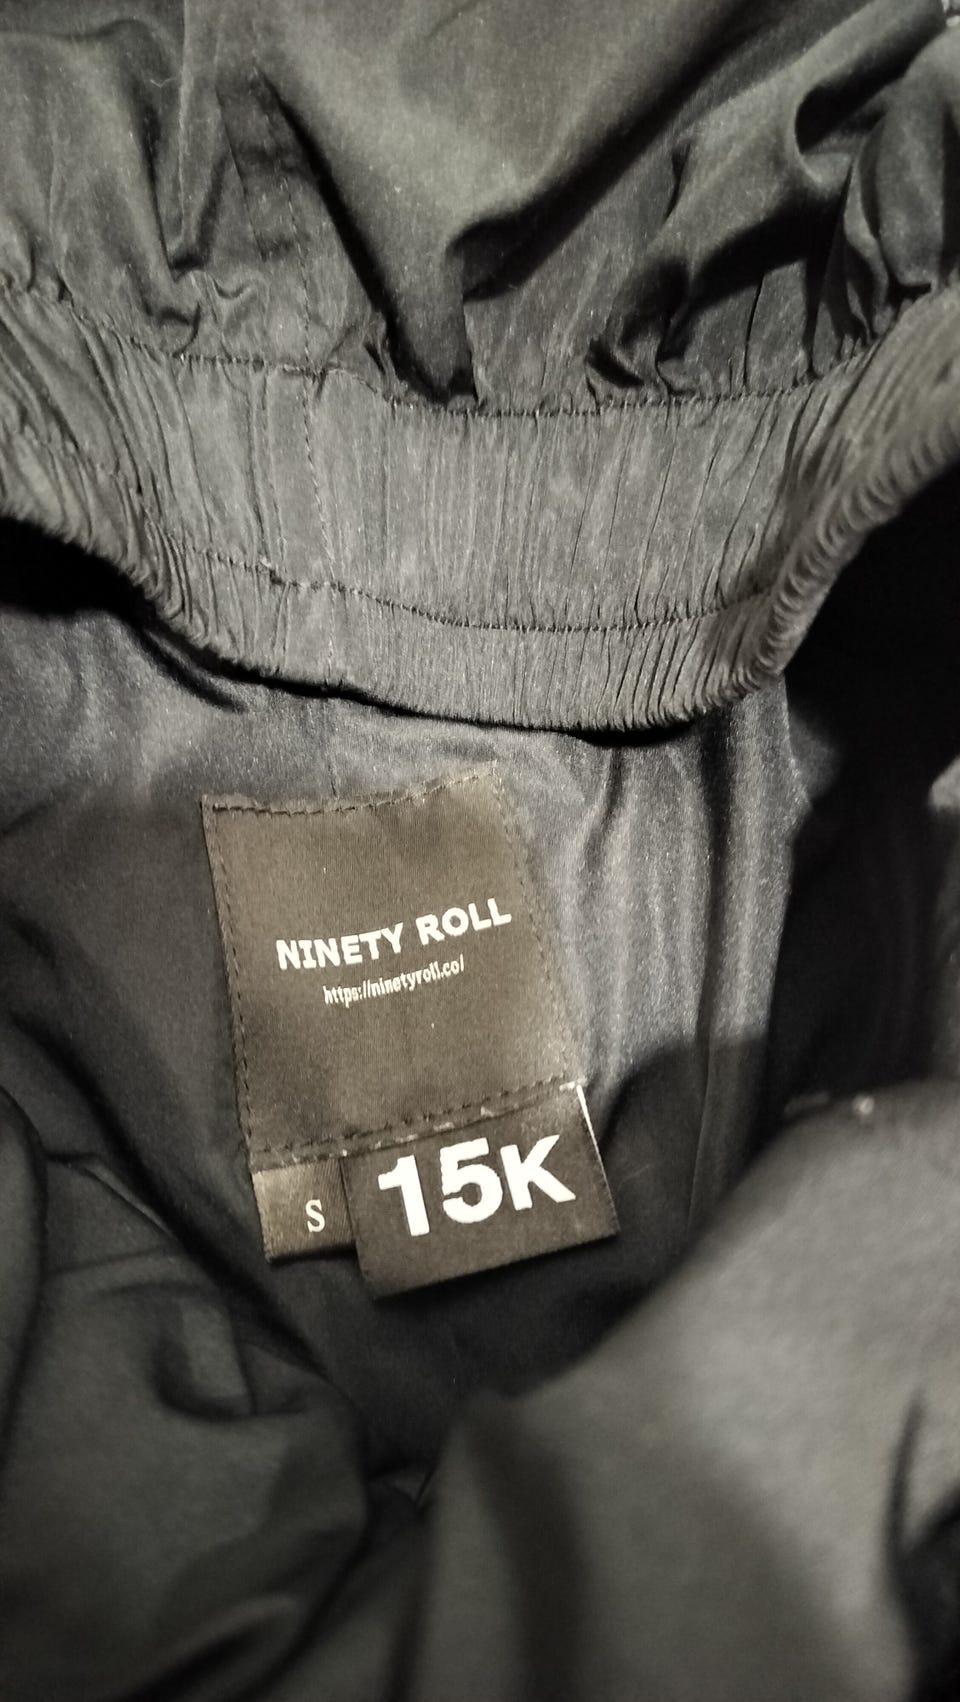 NINETY ROLL
https://ninetyroll.co/
S
15K